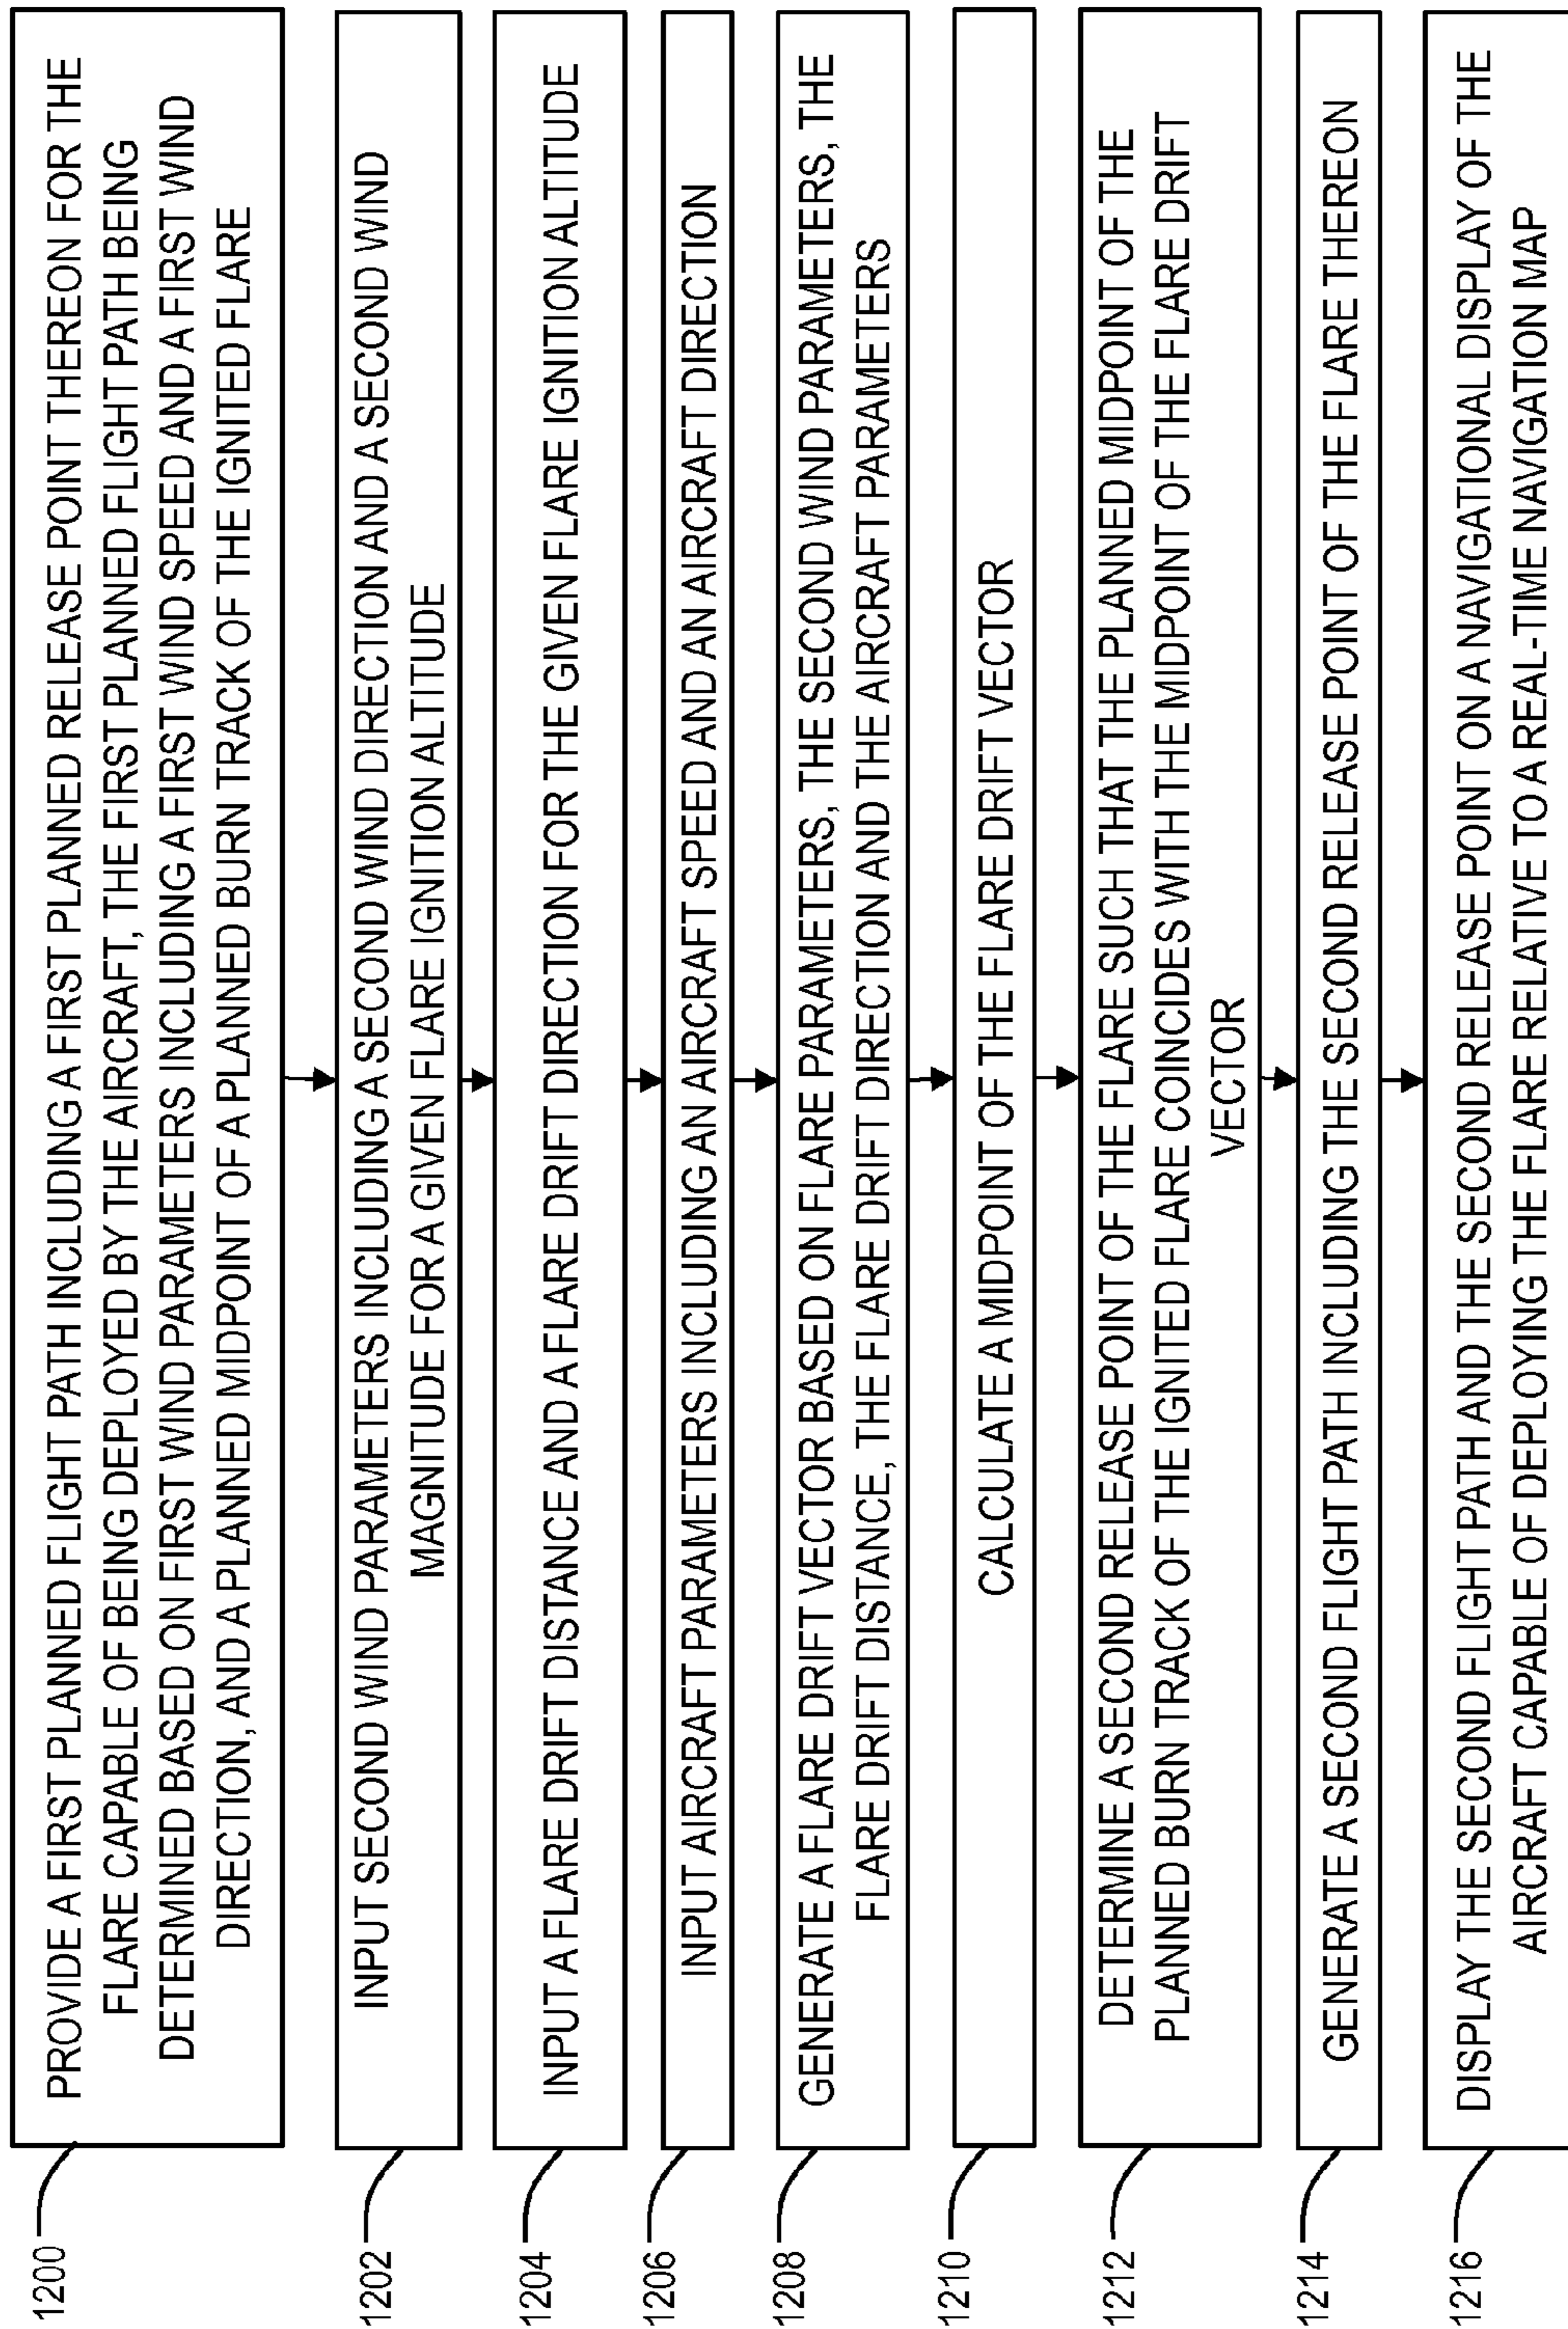 1200
PROVIDE A FIRST PLANNED FLIGHT PATH INCLUDING A FIRST PLANNED RELEASE POINT THEREON FOR THE
FLARE CAPABLE OF BEING DEPLOYED BY THE AIRCRAFT, THE FIRST PLANNED FLIGHT PATH BEING
DETERMINED BASED ON FIRST WIND PARAMETERS INCLUDING A FIRST WIND SPEED AND A FIRST WIND
DIRECTION, AND A PLANNED MIDPOINT OF A PLANNED BURN TRACK OF THE IGNITED FLARE
1202
INPUT SECOND WIND PARAMETERS INCLUDING A SECOND WIND DIRECTION AND A SECOND WIND
MAGNITUDE FOR A GIVEN FLARE IGNITION ALTITUDE
1204
INPUT A FLARE DRIFT DISTANCE AND A FLARE DRIFT DIRECTION FOR THE GIVEN FLARE IGNITION ALTITUDE
1206
INPUT AIRCRAFT PARAMETERS INCLUDING AN AIRCRAFT SPEED AND AN AIRCRAFT DIRECTION
1208
GENERATE A FLARE DRIFT VECTOR BASED ON FLARE PARAMETERS, THE SECOND WIND PARAMETERS, THE
FLARE DRIFT DISTANCE, THE FLARE DRIFT DIRECTION AND THE AIRCRAFT PARAMETERS
1210
CALCULATE A MIDPOINT OF THE FLARE DRIFT VECTOR
1212
DETERMINE A SECOND RELEASE POINT OF THE FLARE SUCH THAT THE PLANNED MIDPOINT OF THE
PLANNED BURN TRACK OF THE IGNITED FLARE COINCIDES WITH THE MIDPOINT OF THE FLARE DRIFT
VECTOR
1214
GENERATE A SECOND FLIGHT PATH INCLUDING THE SECOND RELEASE POINT OF THE FLARE THEREON
1216
DISPLAY THE SECOND FLIGHT PATH AND THE SECOND RELEASE POINT ON A NAVIGATIONAL DISPLAY OF THE
AIRCRAFT CAPABLE OF DEPLOYING THE FLARE RELATIVE TO A REAL-TIME NAVIGATION MAP